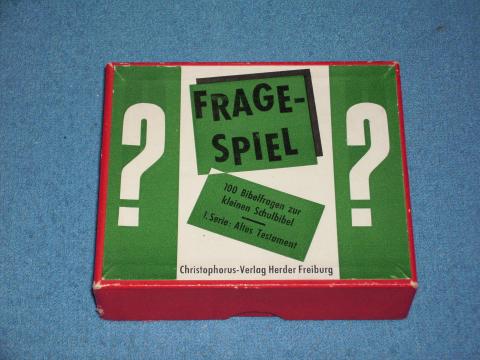 ?
FRAGE-
SPIEL
?
100 Bibelfragen zur
kleinen Schulbibel
1. Serie: Altes Testament
Christophorus-Verlag Herder Freiburg